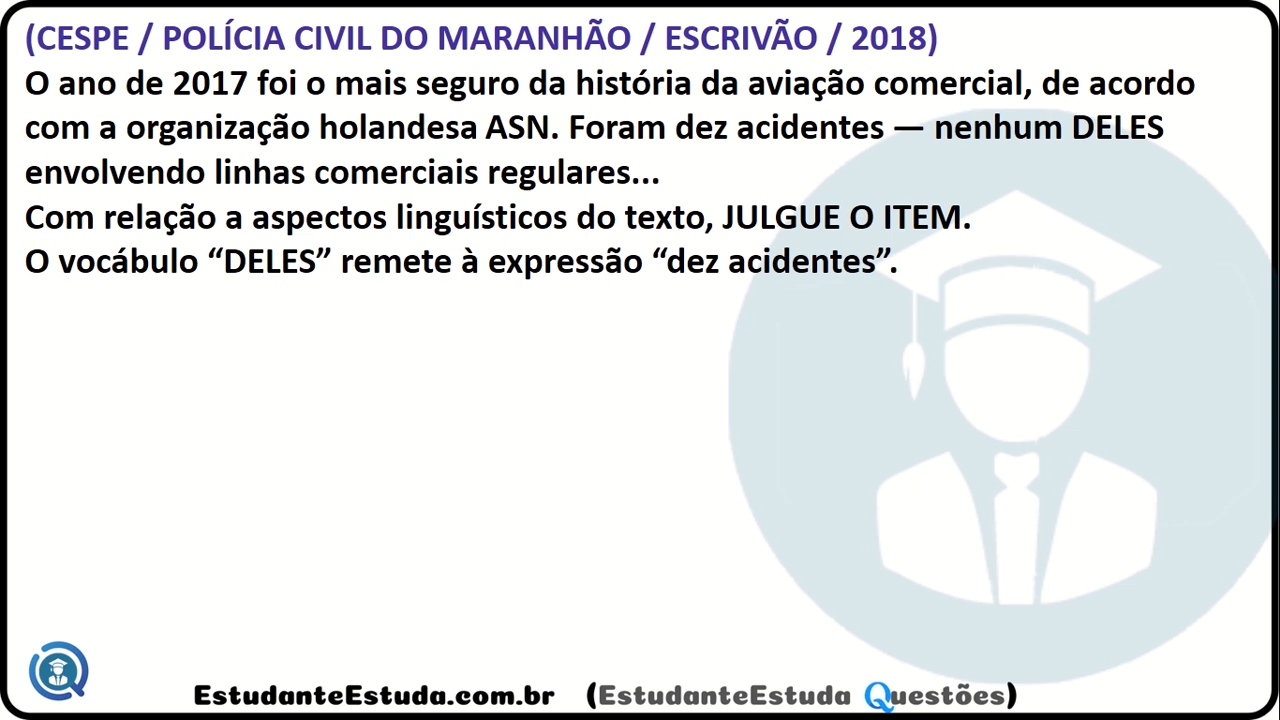 (CESPE / POLÍCIA CIVIL DO MARANHÃO / ESCRIVÃO / 2018)
O ano de 2017 foi o mais seguro da história da aviação comercial, de acordo
com a organização holandesa ASN. Foram dez acidentes — nenhum DELES
envolvendo linhas comerciais regulares...
Com relação a aspectos linguísticos do texto, JULGUE O ITEM.
O vocábulo “DELES” remete à expressão “dez acidentes”.
EstudanteEstuda.com.br (EstudanteEstuda Questões)